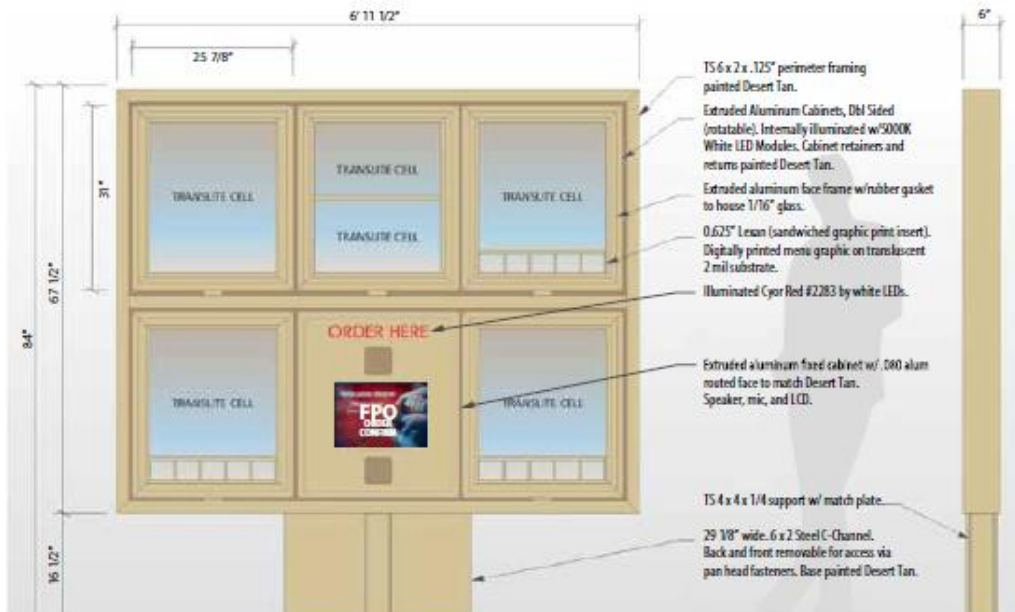 6' 11 1/2"
6"
25 7/8"
31"
67 1/2"
84"
16 1/2"
TRANSLITE CELL
TRANSLITE CELL
TRANSLITE CELL
TRANSLITE CELL
TRANSLITE CELL
ORDER HERE
FPO
ORDER
TRANSLITE CELL
TS 6 x 2 x .125" perimeter framing
painted Desert Tan.
Extruded Aluminum Cabinets, Dbl Sided
(rotatable). Internally illuminated w/5000K
White LED Modules. Cabinet retainers and
returns painted Desert Tan.
Extruded aluminum face frame w/rubber gasket
to house 1/16" glass.
0.625" Lexan (sandwiched graphic print insert).
Digitally printed menu graphic on transluscent
2 mil substrate.
Illuminated Cyor Red #2283 by white LEDs.
Extruded aluminum fixed cabinet w/ .080 alum
routed face to match Desert Tan.
Speaker, mic, and LCD.
TS 4 x 4 x 1/4 support w/ match plate.
29 1/8" wide. 6 x 2 Steel C-Channel.
Back and front removable for access via
pan head fasteners. Base painted Desert Tan.